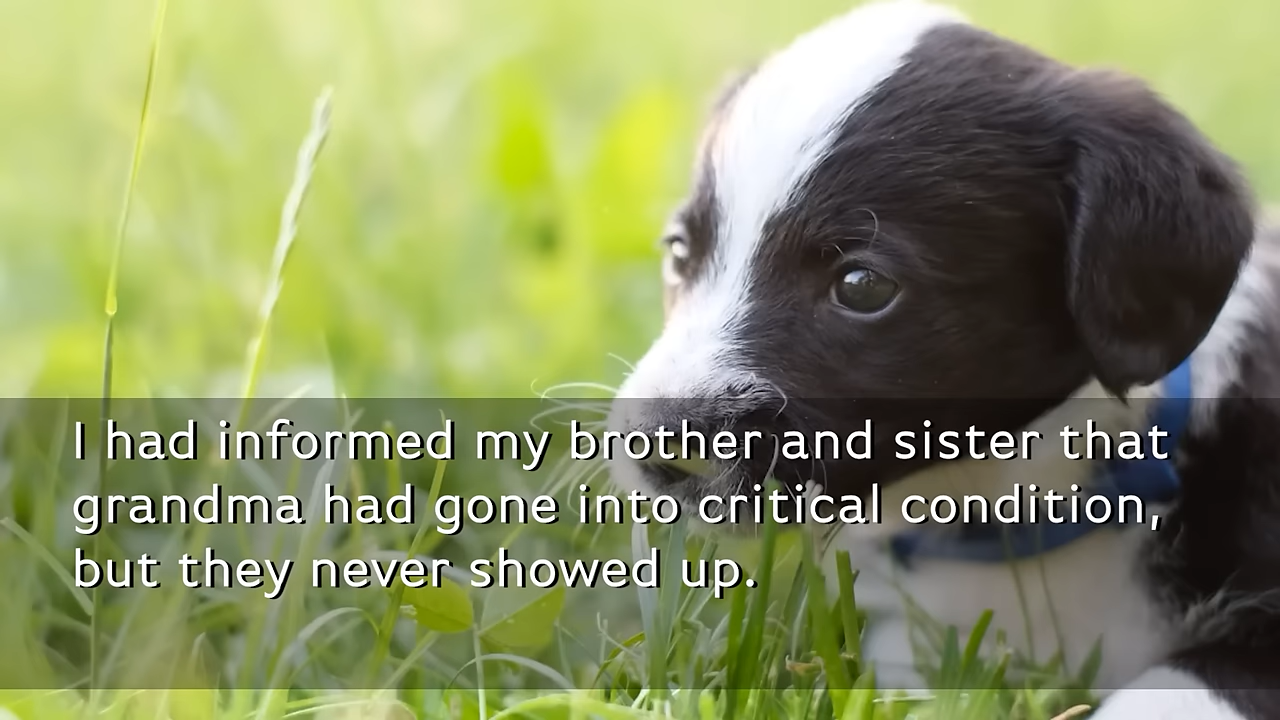 I had informed my brother and sister that
grandma had gone into critical condition,
but they never showed up.